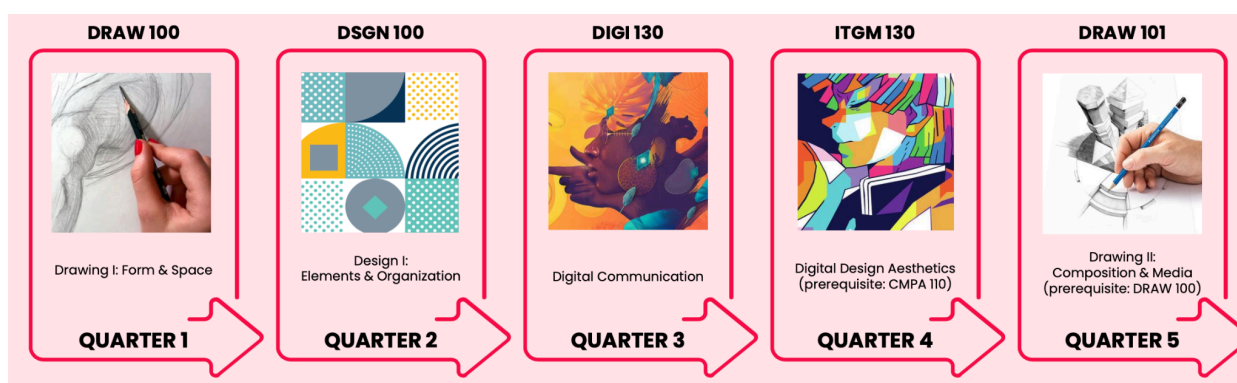 DRAW 100
Drawing I: Form & Space
QUARTER 1
DSGN 100
Design I:
Elements & Organization
QUARTER 2
DIGI 130
Digital Communication
QUARTER 3
ITGM 130
Digital Design Aesthetics
(prerequisite: CMPA 110)
QUARTER 4
DRAW 101
Drawing II:
Composition & Media
(prerequisite: DRAW 100)
QUARTER 5